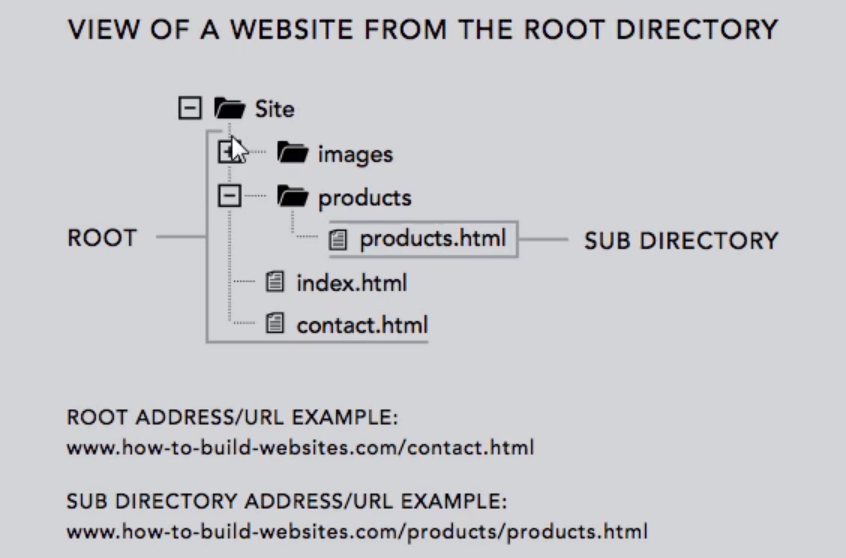 VIEW OF A WEBSITE FROM THE ROOT DIRECTORY
Site
images
products
ROOT
products.html
SUB DIRECTORY
index.html
contact.html
ROOT ADDRESS/URL EXAMPLE:
www.how-to-build-websites.com/contact.html
SUB DIRECTORY ADDRESS/URL EXAMPLE:
www.how-to-build-websites.com/products/products.html